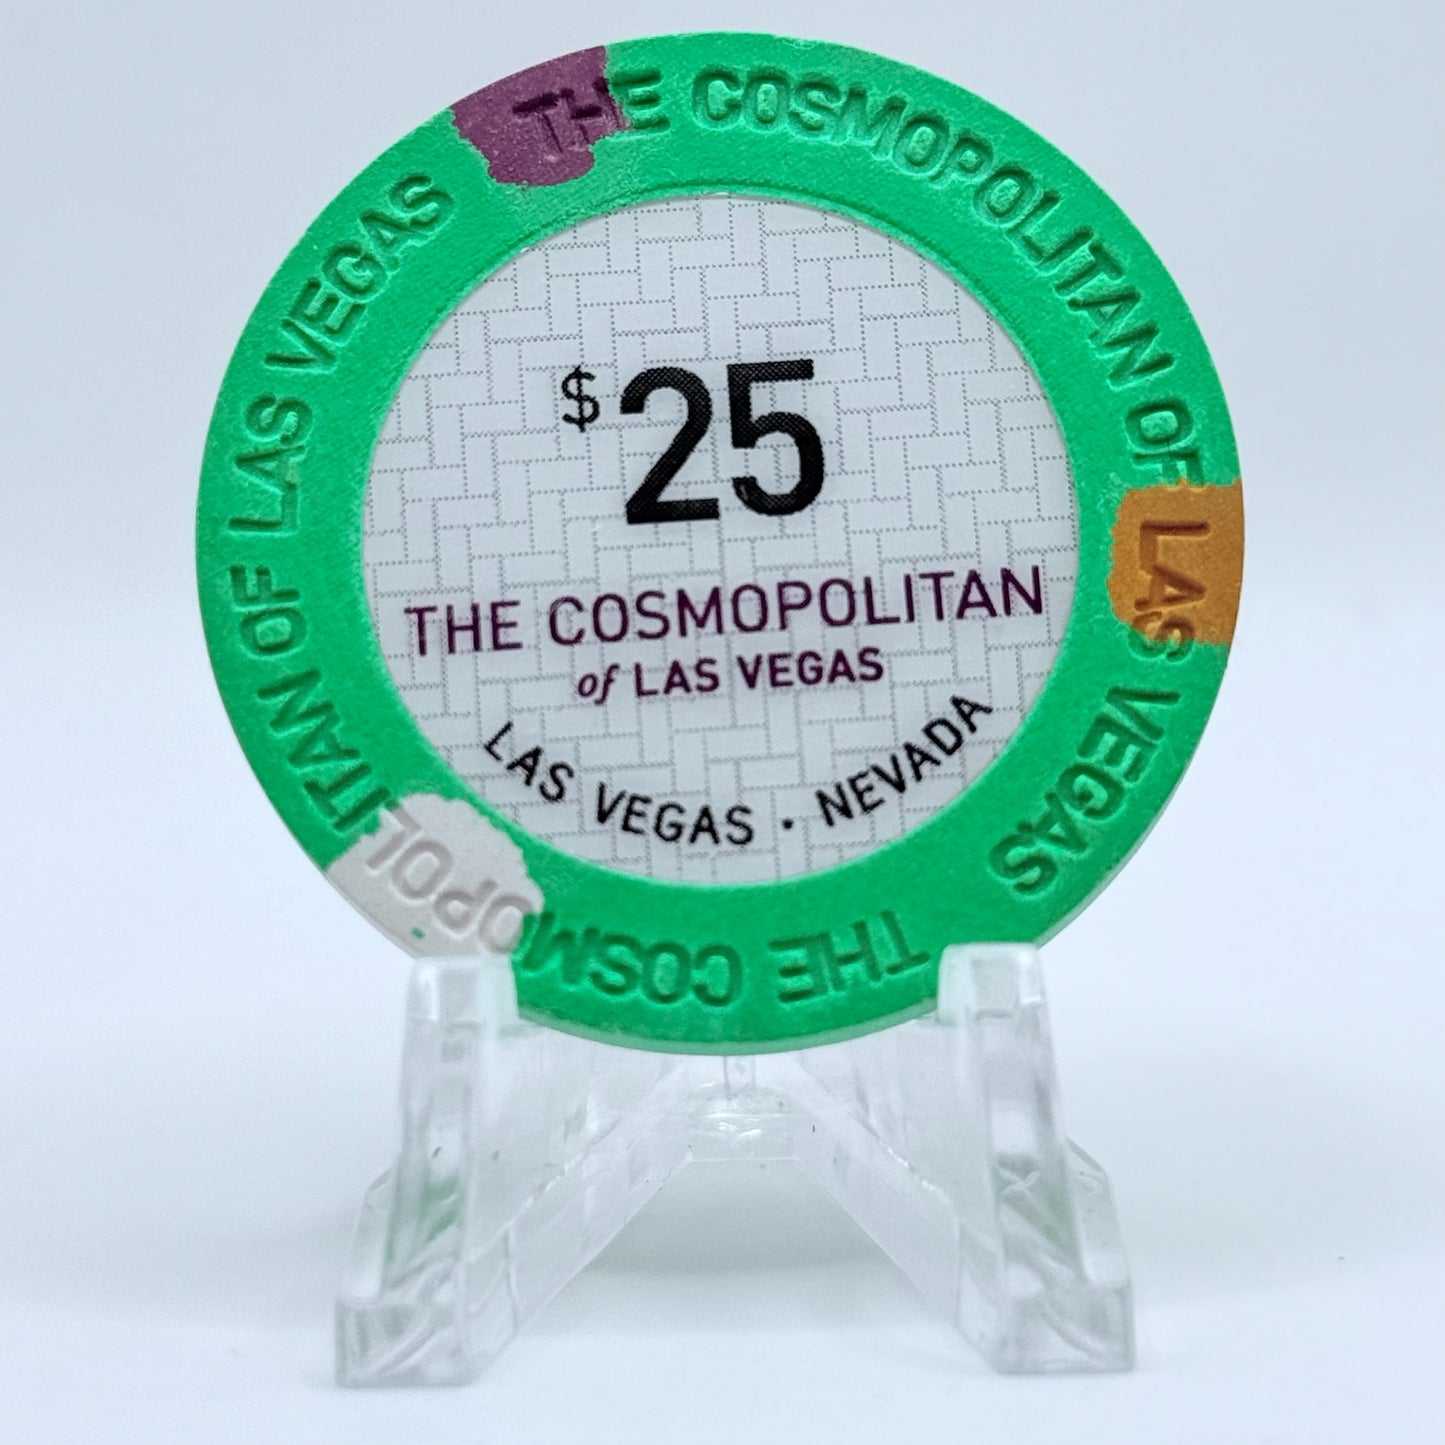 THE COSMOPOLITAN OF LAS VEGAS
THE COSMOPOLITAN OF LAS VEGAS
$25
THE COSMOPOLITAN
of LAS VEGAS
LAS VEGAS · NEVADA